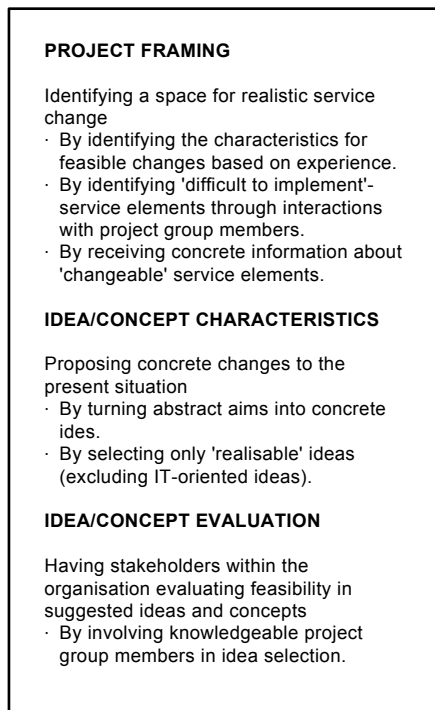 PROJECT FRAMING
Identifying a space for realistic service
change
· By identifying the characteristics for
feasible changes based on experience.
· By identifying 'difficult to implement'-
service elements through interactions
with project group members.
· By receiving concrete information about
'changeable' service elements.
IDEA/CONCEPT CHARACTERISTICS
Proposing concrete changes to the
present situation
· By turning abstract aims into concrete
ides.
· By selecting only 'realisable' ideas
(excluding IT-oriented ideas).
IDEA/CONCEPT EVALUATION
Having stakeholders within the
organisation evaluating feasibility in
suggested ideas and concepts
· By involving knowledgeable project
group members in idea selection.